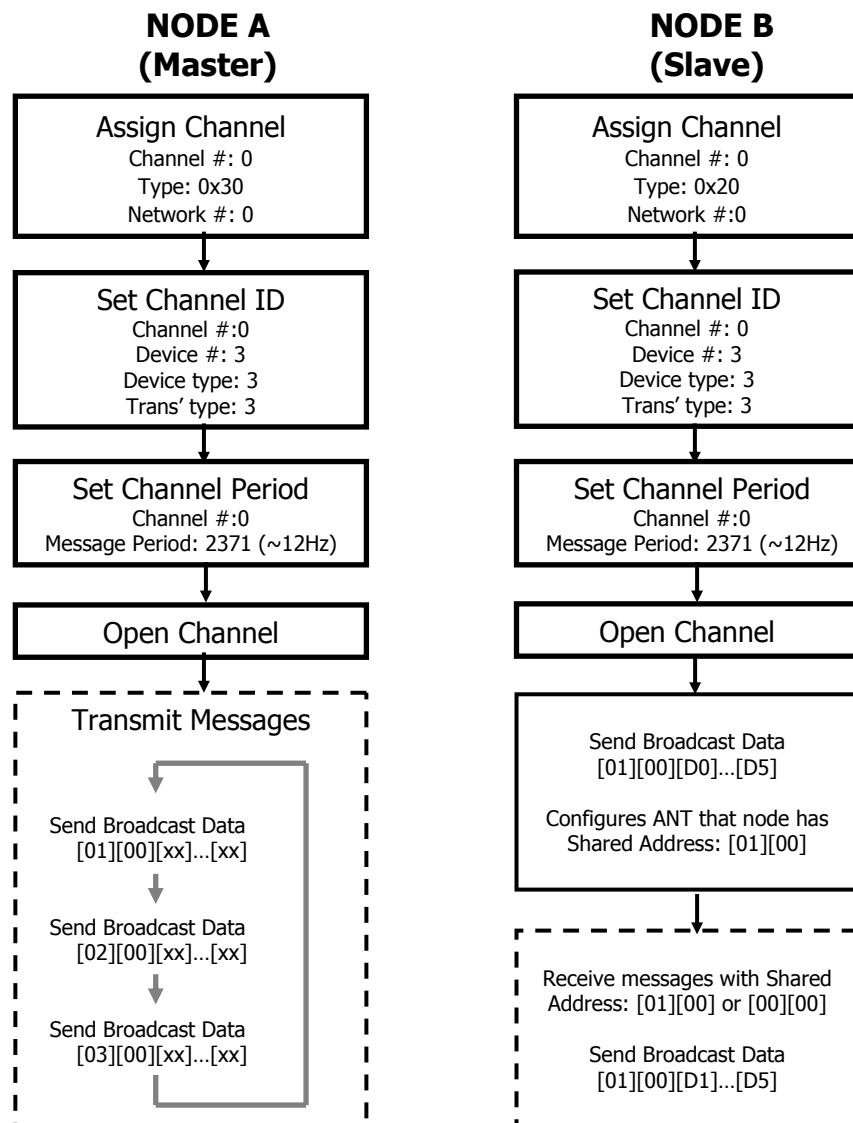 NODE A
(Master)
Assign Channel
Channel #: 0
Type: 0x30
Network #: 0
Set Channel ID
Channel #:0
Device #: 3
Device type: 3
Trans’ type: 3
Set Channel Period
Channel #:0
Message Period: 2371 (~12Hz)
Open Channel
Transmit Messages
Send Broadcast Data
[01][00][xx]…[xx]
Send Broadcast Data
[02][00][xx]…[xx]
Send Broadcast Data
[03][00][xx]…[xx]
NODE B
(Slave)
Assign Channel
Channel #: 0
Type: 0x20
Network #:0
Set Channel ID
Channel #: 0
Device #: 3
Device type: 3
Trans’ type: 3
Set Channel Period
Channel #:0
Message Period: 2371 (~12Hz)
Open Channel
Send Broadcast Data
[01][00][D0]…[D5]
Configures ANT that node has
Shared Address: [01][00]
Receive messages with Shared
Address: [01][00] or [00][00]
Send Broadcast Data
[01][00][D1]…[D5]